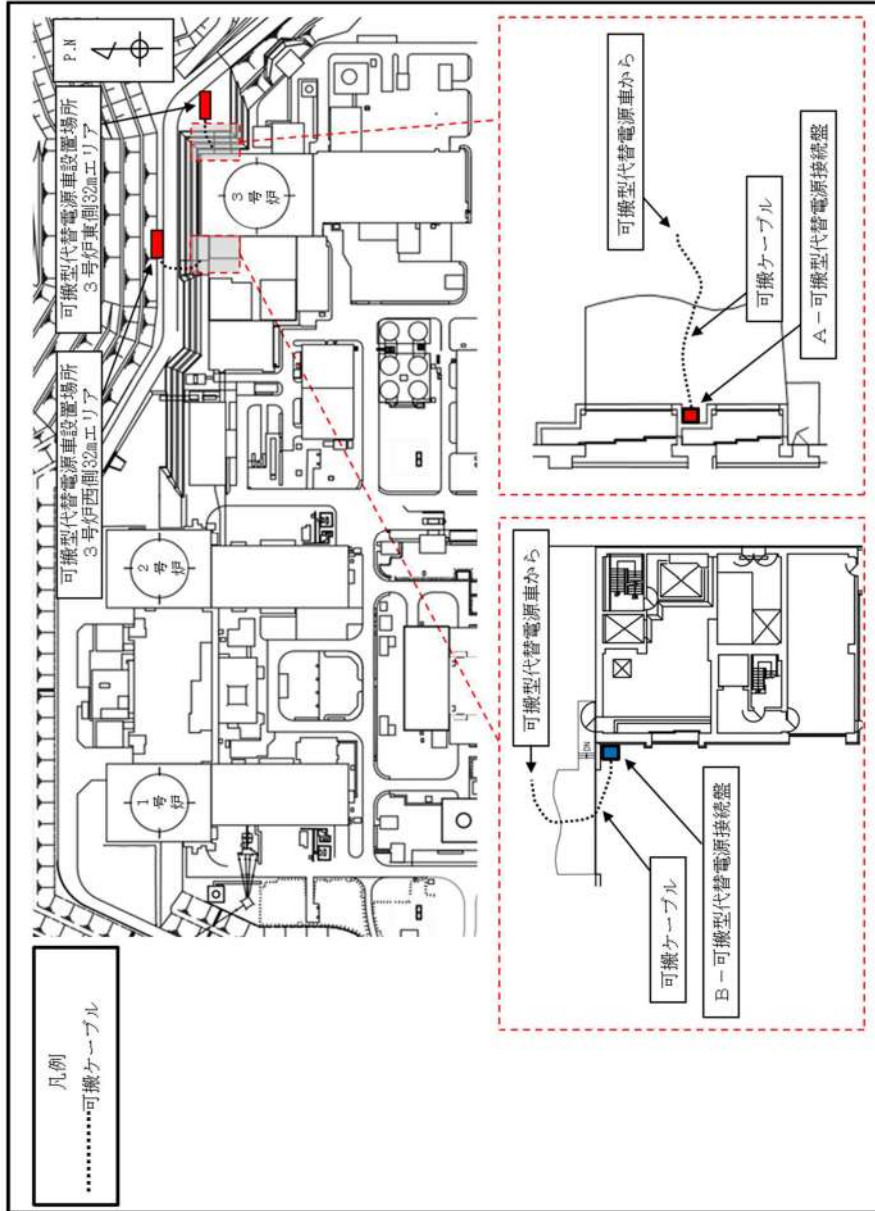 凡例
可搬ケーブル
可搬型代替電源車設置場所
３号炉西側32mエリア
可搬型代替電源車設置場所
３号炉東側32mエリア
P.N
１
号
炉
２
号
炉
３
号
炉
可搬型代替電源車から
可搬ケーブル
B－可搬型代替電源接続盤
DN
可搬型代替電源車から
可搬ケーブル
A－可搬型代替電源接続盤